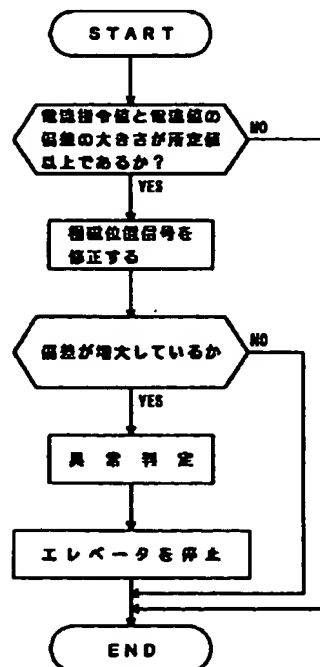 START
電流指令値と電流値の
偏差の大きさが所定値
以上であるか？
NO
YES
磁極位置信号を
修正する
偏差が増大しているか
NO
YES
異常判定
エレベータを停止
END